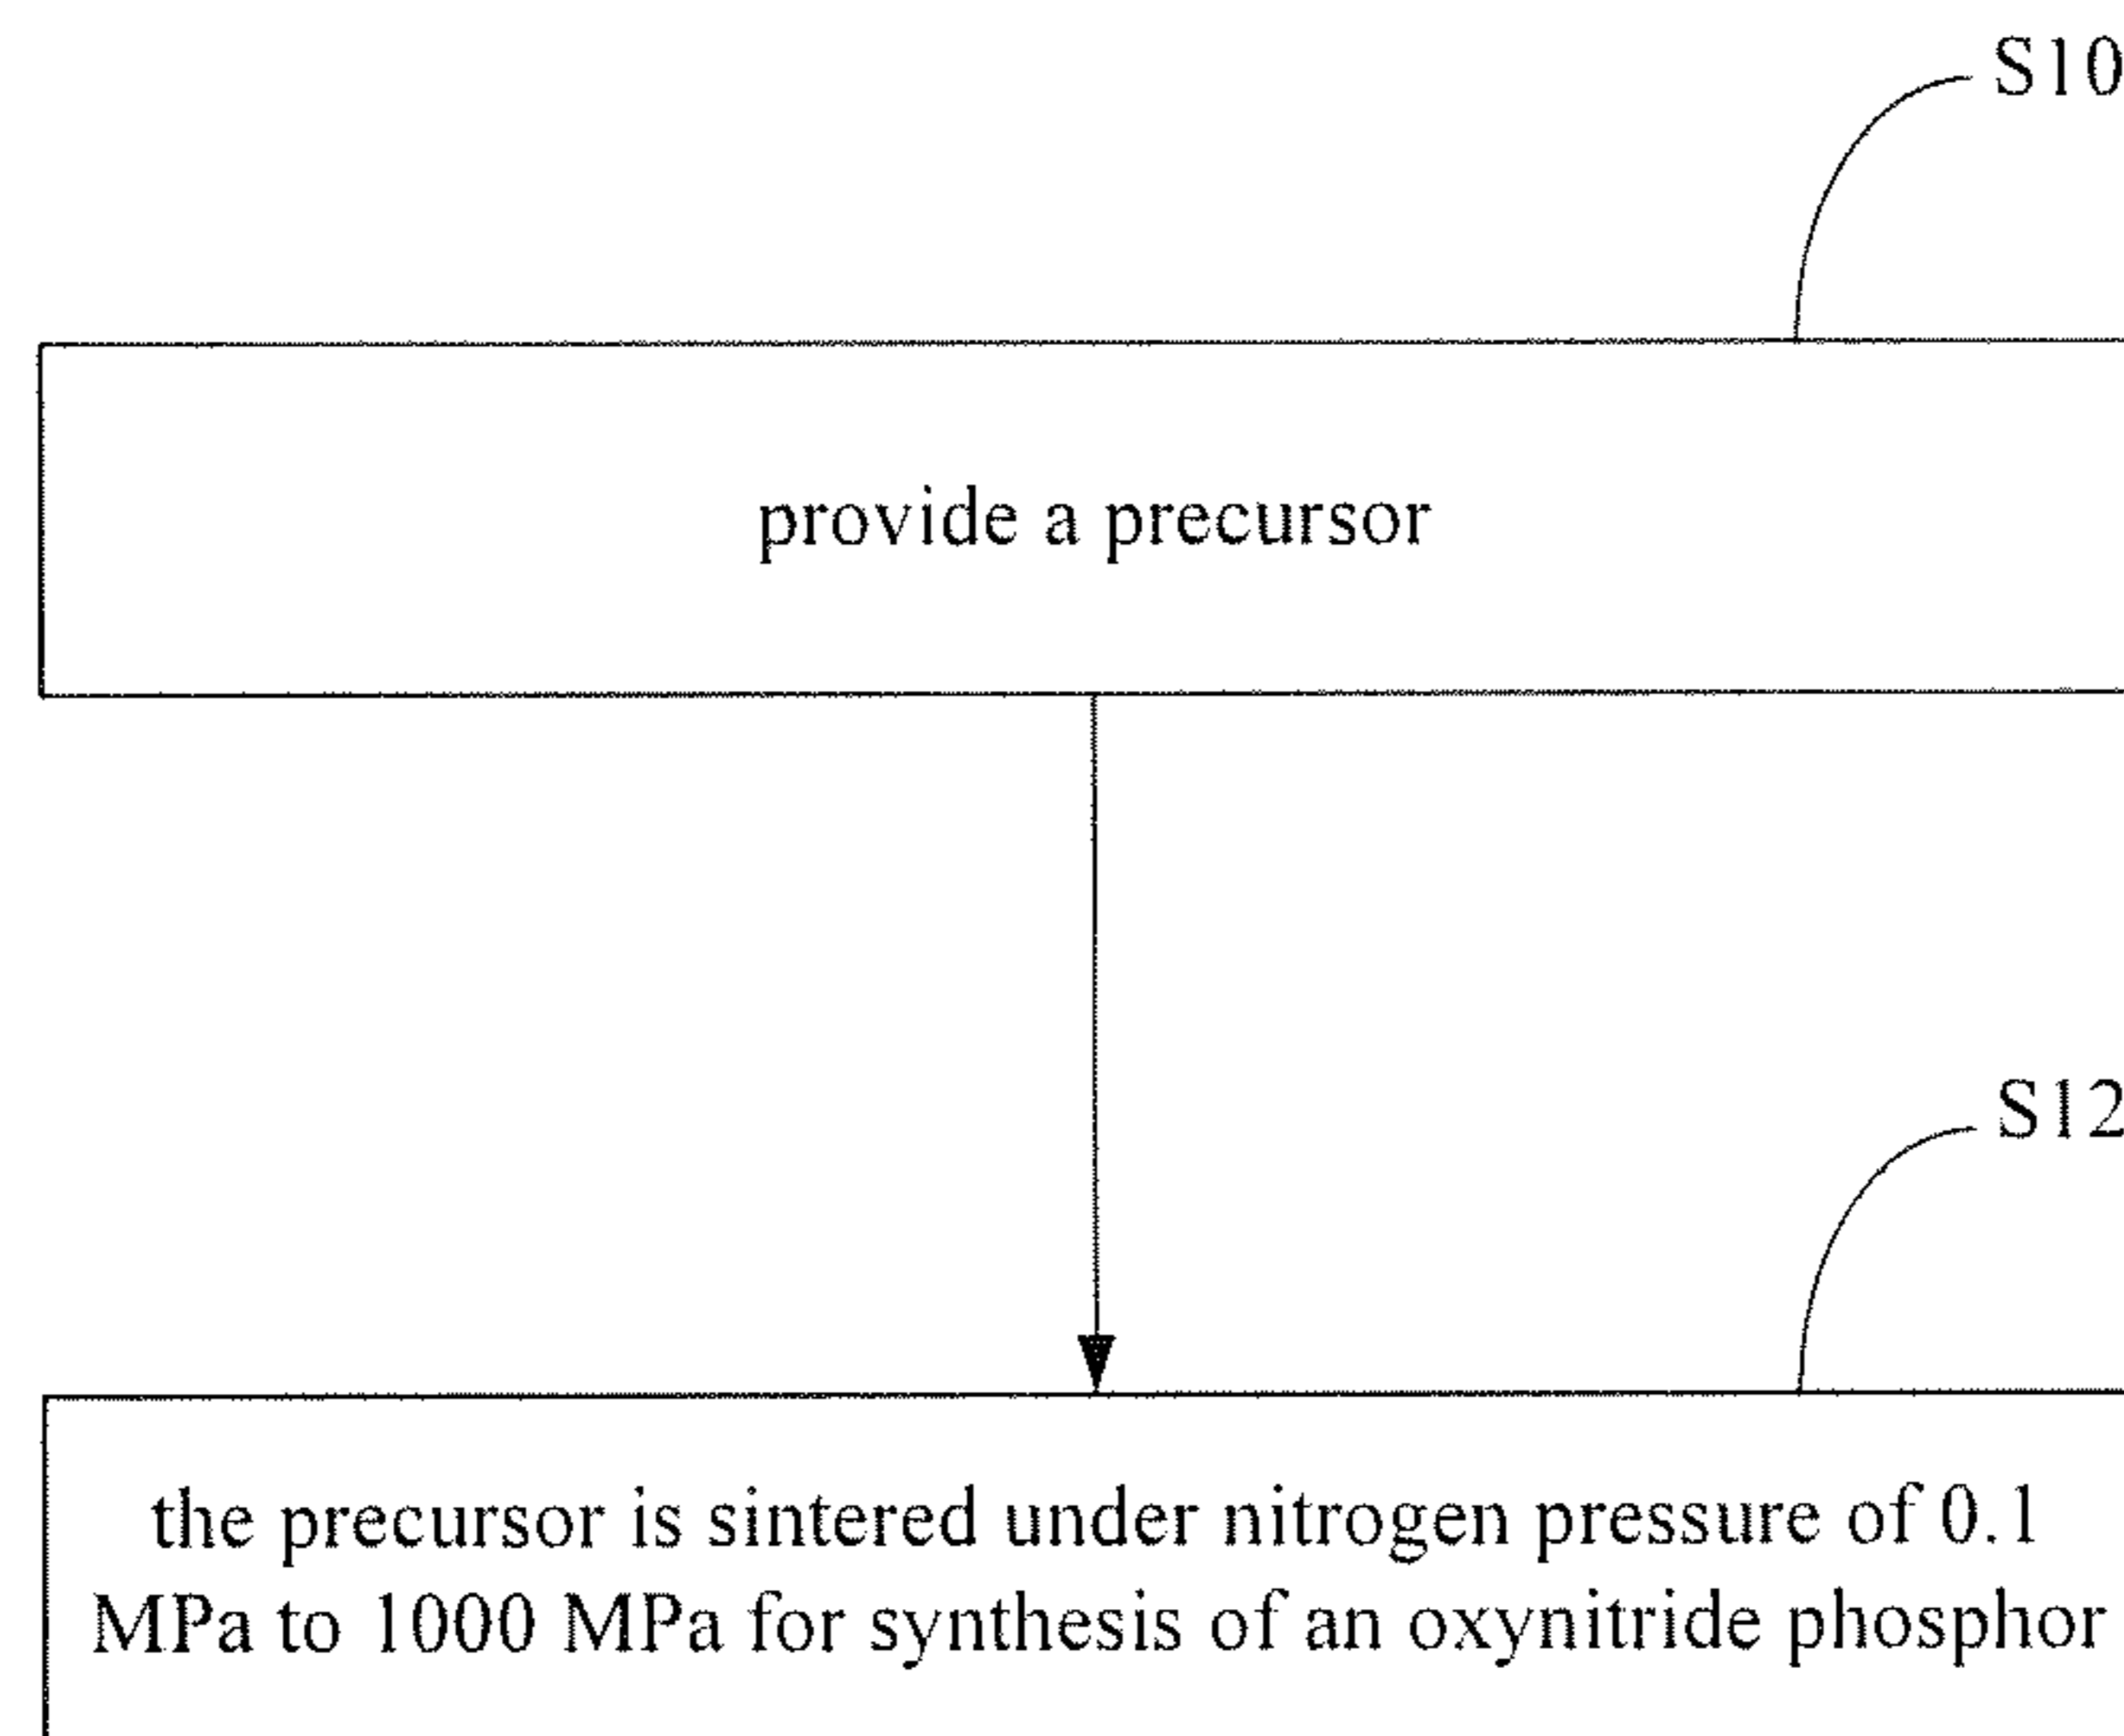 S10
provide a precursor
S12
the precursor is sintered under nitrogen pressure of 0.1
MPa to 1000 MPa for synthesis of an oxynitride phosphor